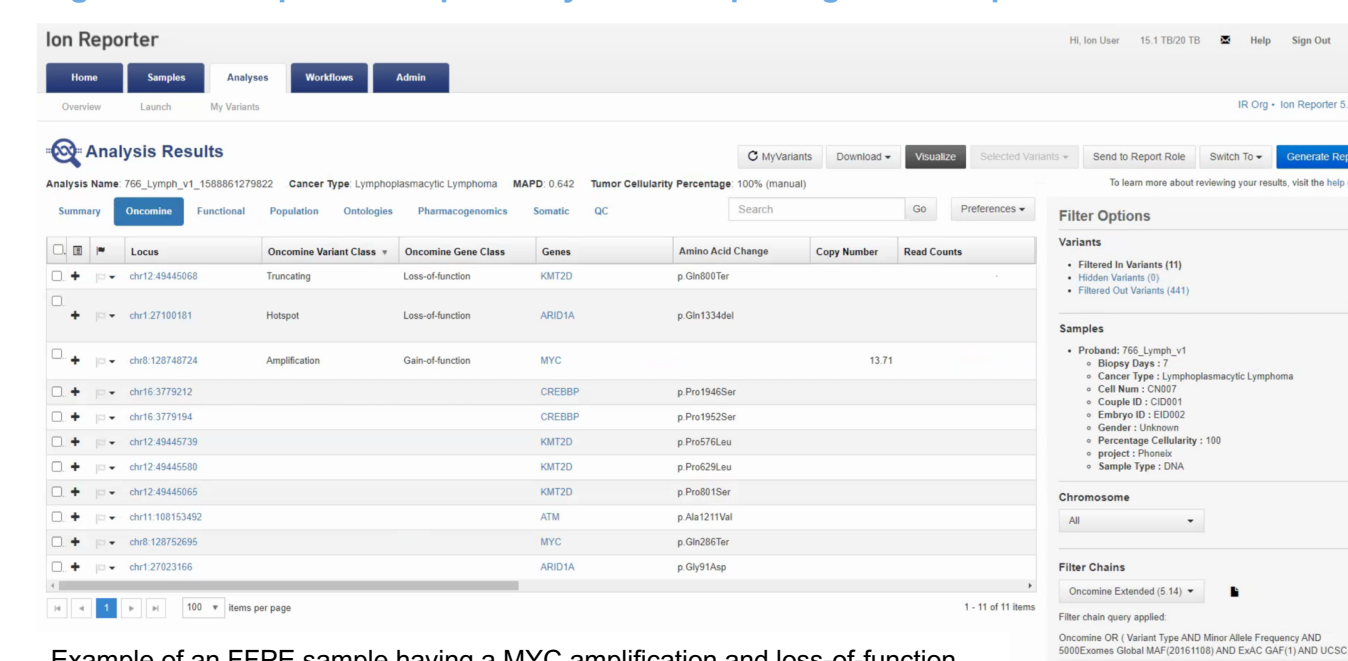 Ion Reporter
Hi, Ion User 15.1 TB/20 TB Help Sign Out
Home Samples Analyses Workflows Admin
Overview Launch My Variants
IR Org • Ion Reporter 5.
Analysis Results
MyVariants Download Visualize Selected Variants Send to Report Role Switch To Generate Rep
Analysis Name: 766_Lymph_v1_1588861279822 Cancer Type: Lymphoplasmacytic Lymphoma MAPD: 0.642 Tumor Cellularity Percentage: 100% (manual)
To learn more about reviewing your results, visit the help
Summary Oncomine Functional Population Ontologies Pharmacogenomics Somatic QC
Search Go Preferences
Locus Oncomine Variant Class Oncomine Gene Class Genes Amino Acid Change Copy Number Read Counts
chr12:49445068 Truncating Loss-of-function KMT2D p.Gln800Ter
chr1:27100181 Hotspot Loss-of-function ARID1A p.Gln1334del
chr8:128748724 Amplification Gain-of-function MYC 13.71
chr16:3779212 CREBBP p.Pro1946Ser
chr16:3779194 CREBBP p.Pro1952Ser
chr12:49445739 KMT2D p.Pro576Leu
chr12:49445580 KMT2D p.Pro629Leu
chr12:49445065 KMT2D p.Pro801Ser
chr11:108153492 ATM p.Ala1211Val
chr8:128752695 MYC p.Gln286Ter
chr1:27023166 ARID1A p.Gly91Asp
1 100 items per page 1 - 11 of 11 items
Filter Options
Variants
• Filtered In Variants (11)
• Hidden Variants (0)
• Filtered Out Variants (441)
Samples
• Proband: 766_Lymph_v1
Biopsy Days : 7
Cancer Type : Lymphoplasmacytic Lymphoma
Cell Num : CN007
Couple ID : CID001
Embryo ID : EID002
Gender : Unknown
Percentage Cellularity : 100
project : Phoneix
Sample Type : DNA
Chromosome
All
Filter Chains
Oncomine Extended (5.14)
Filter chain query applied:
Oncomine OR ( Variant Type AND Minor Allele Frequency AND
5000Exomes Global MAF(20161108) AND ExAC GAF(1) AND UCSC
Example of an FFPE sample having a MYC amplification and loss-of-function